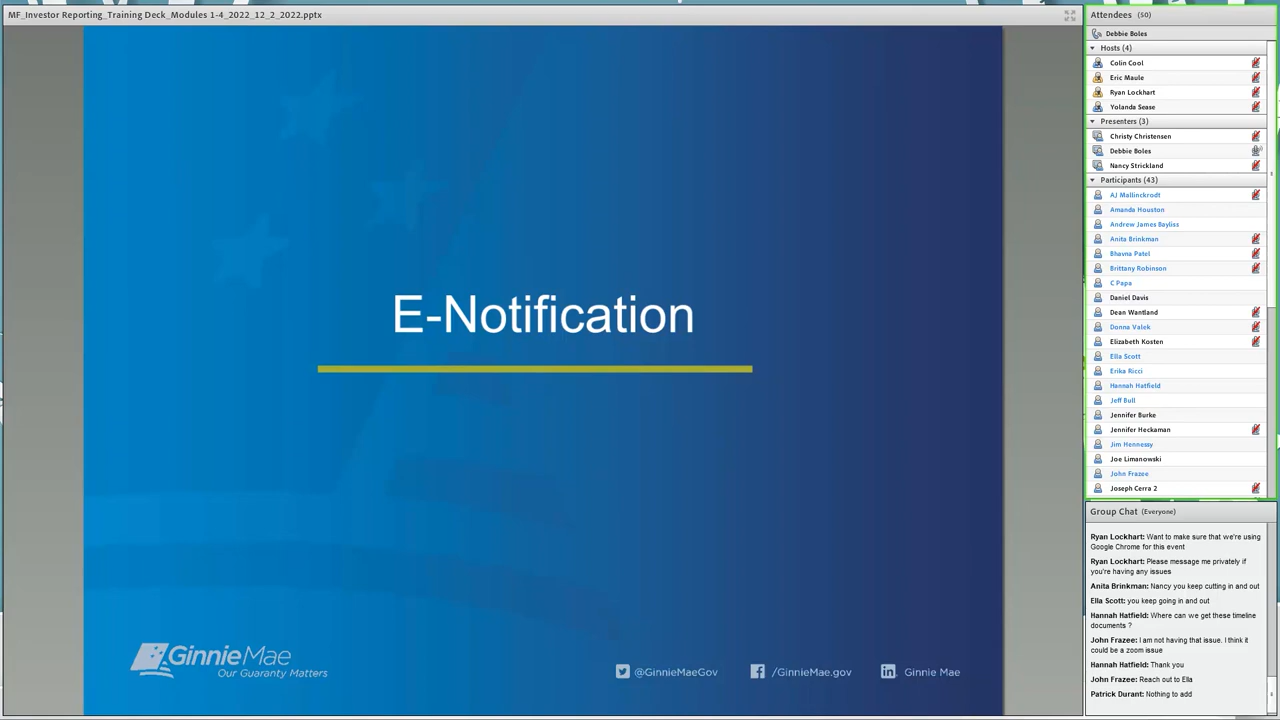 MF_Investor Reporting_Training Deck_Modules 1-4_2022_12_2_2022.pptx
E-Notification
GinnieMae
Our Guaranty Matters
@GinnieMaeGov
/GinnieMae.gov
Ginnie Mae
Attendees (50)
Debbie Boles
Hosts (4)
Colin Cool
Eric Maule
Ryan Lockhart
Yolanda Sease
Presenters (3)
Christy Christensen
Debbie Boles
Nancy Strickland
Participants (43)
AJ Mallinckrodt
Amanda Houston
Andrew James Bayliss
Anita Brinkman
Bhavna Patel
Brittany Robinson
C Papa
Daniel Davis
Dean Wantland
Donna Valek
Elizabeth Kosten
Ella Scott
Erika Ricci
Hannah Hatfield
Jeff Bull
Jennifer Burke
Jennifer Heckaman
Jim Hennessy
Joe Limanowski
John Frazee
Joseph Cerra 2
Group Chat (Everyone)
Ryan Lockhart: Want to make sure that we're using
Google Chrome for this event
Ryan Lockhart: Please message me privately if
you're having any issues
Anita Brinkman: Nancy you keep cutting in and out
Ella Scott: you keep going in and out
Hannah Hatfield: Where can we get these timeline
documents ?
John Frazee: I am not having that issue. I think it
could be a zoom issue
Hannah Hatfield: Thank you
John Frazee: Reach out to Ella
Patrick Durant: Nothing to add